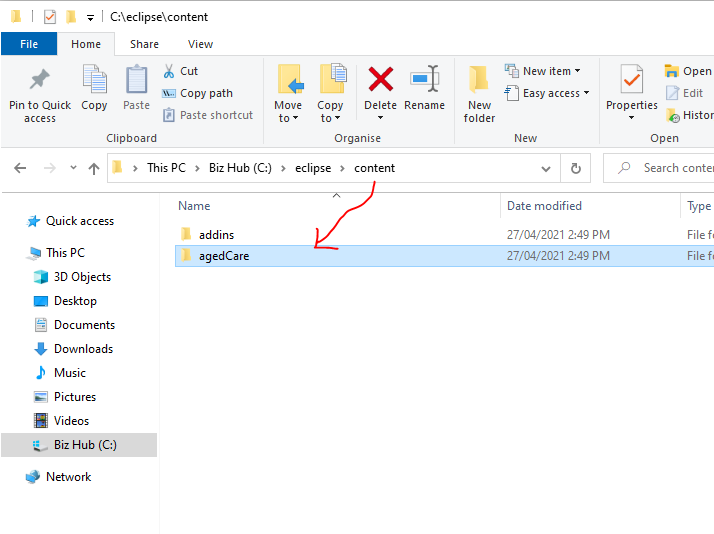 C:\eclipse\content
File Home Share View
Pin to Quick access
Copy
Paste
Cut
Copy path
Paste shortcut
Clipboard
Move to
Copy to
Delete
Rename
Organise
New folder
New item
Easy access
New
Properties
Open
Edit
History
Open
This PC > Biz Hub (C:) > eclipse > content
Search conte
Name Date modified Type
addins 27/04/2021 2:49 PM File fo
agedCare 27/04/2021 2:49 PM File fo
Quick access
This PC
3D Objects
Desktop
Documents
Downloads
Music
Pictures
Videos
Biz Hub (C:)
Network